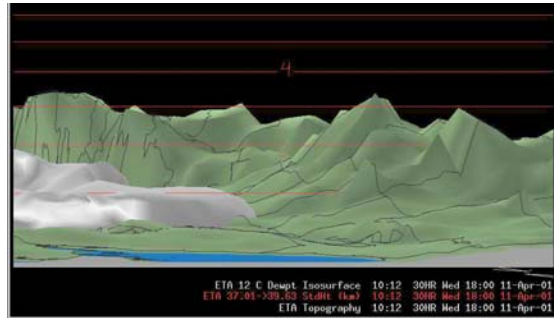 4
ETA 12 C Dewpt Isosurface 10:12 30HR Wed 18:00 11-Apr-01
ETA 37.01->39.63 StdHt (km) 10:12 30HR Wed 18:00 11-Apr-01
ETA Topography 10:12 30HR Wed 18:00 11-Apr-01